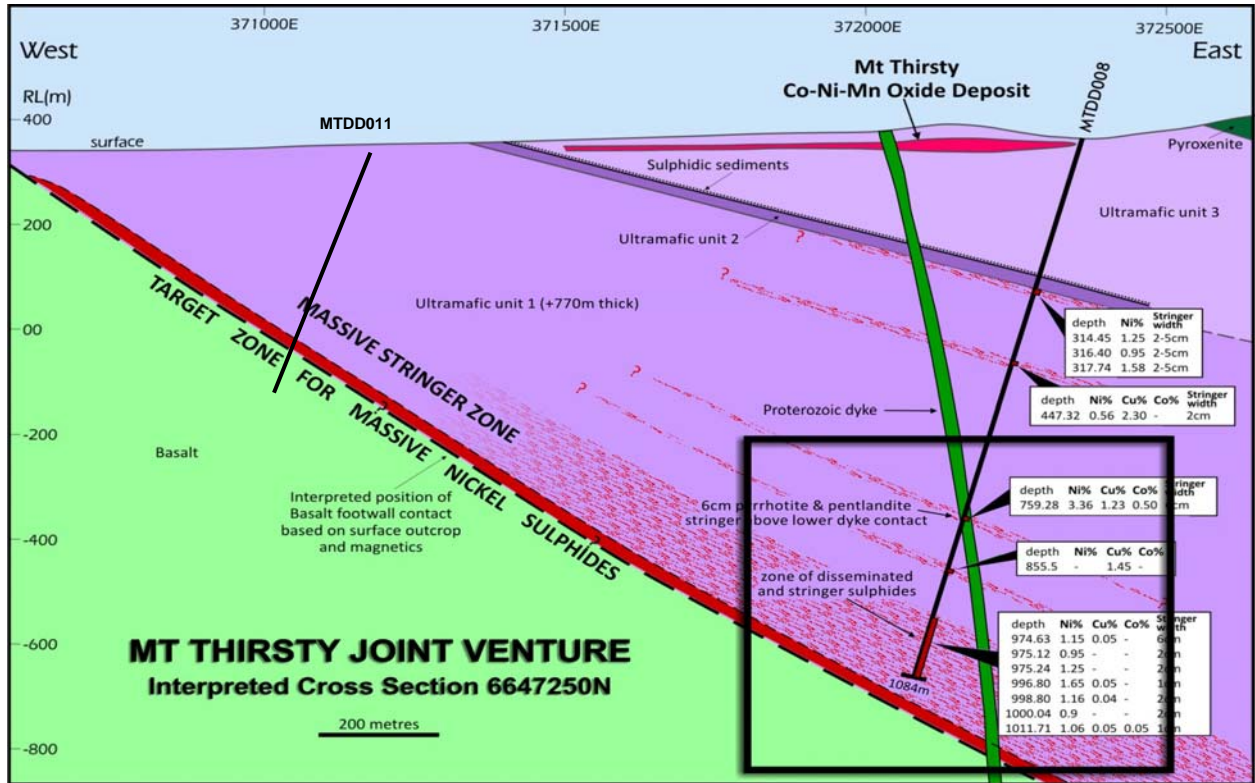 371000E 371500E 372000E 372500E
West
East
RL(m)
400
200
00
-200
-400
-600
-800
surface
MTDD011
Mt Thirsty
Co-Ni-Mn Oxide Deposit
MTDD008
Pyroxenite
Sulphidic sediments
Ultramafic unit 3
Ultramafic unit 2
?
?
?
?
Ultramafic unit 1 (+770m thick)
MASSIVE STRINGER ZONE
TARGET ZONE FOR MASSIVE NICKEL SULPHIDES
?
?
depth Ni% Stringer width
314.45 1.25 2-5cm
316.40 0.95 2-5cm
317.74 1.58 2-5cm
depth Ni% Cu% Co% Stringer width
447.32 0.56 2.30 - 2cm
Proterozoic dyke
Basalt
Interpreted position of
Basalt footwall contact
based on surface outcrop
and magnetics
6cm pyrrhotite & pentlandite
stringer above lower dyke contact
depth Ni% Cu% Co% Stringer width
759.28 3.36 1.23 0.50
depth Ni% Cu% Co%
855.5 - 1.45 -
zone of disseminated
and stringer sulphides
depth Ni% Cu% Co% Stringer width
974.63 1.15 0.05 -
975.12 0.95 - -
975.24 1.25 - -
996.80 1.65 0.05 -
998.80 1.16 0.04 -
1000.04 0.9 - -
1011.71 1.06 0.05 0.05
1084m
MT THIRSTY JOINT VENTURE
Interpreted Cross Section 6647250N
200 metres